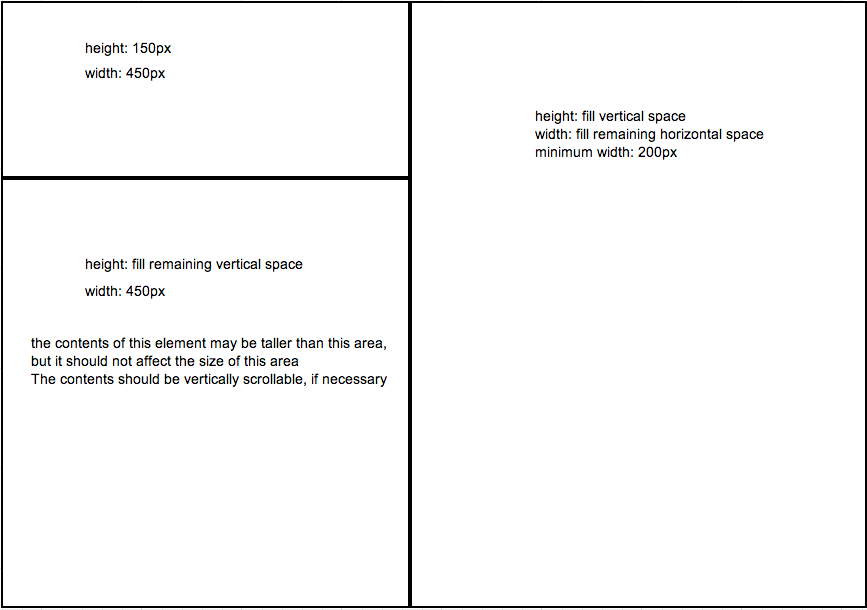 height: 150px
width: 450px
height: fill vertical space
width: fill remaining horizontal space
minimum width: 200px
height: fill remaining vertical space
width: 450px
the contents of this element may be taller than this area,
but it should not affect the size of this area
The contents should be vertically scrollable, if necessary